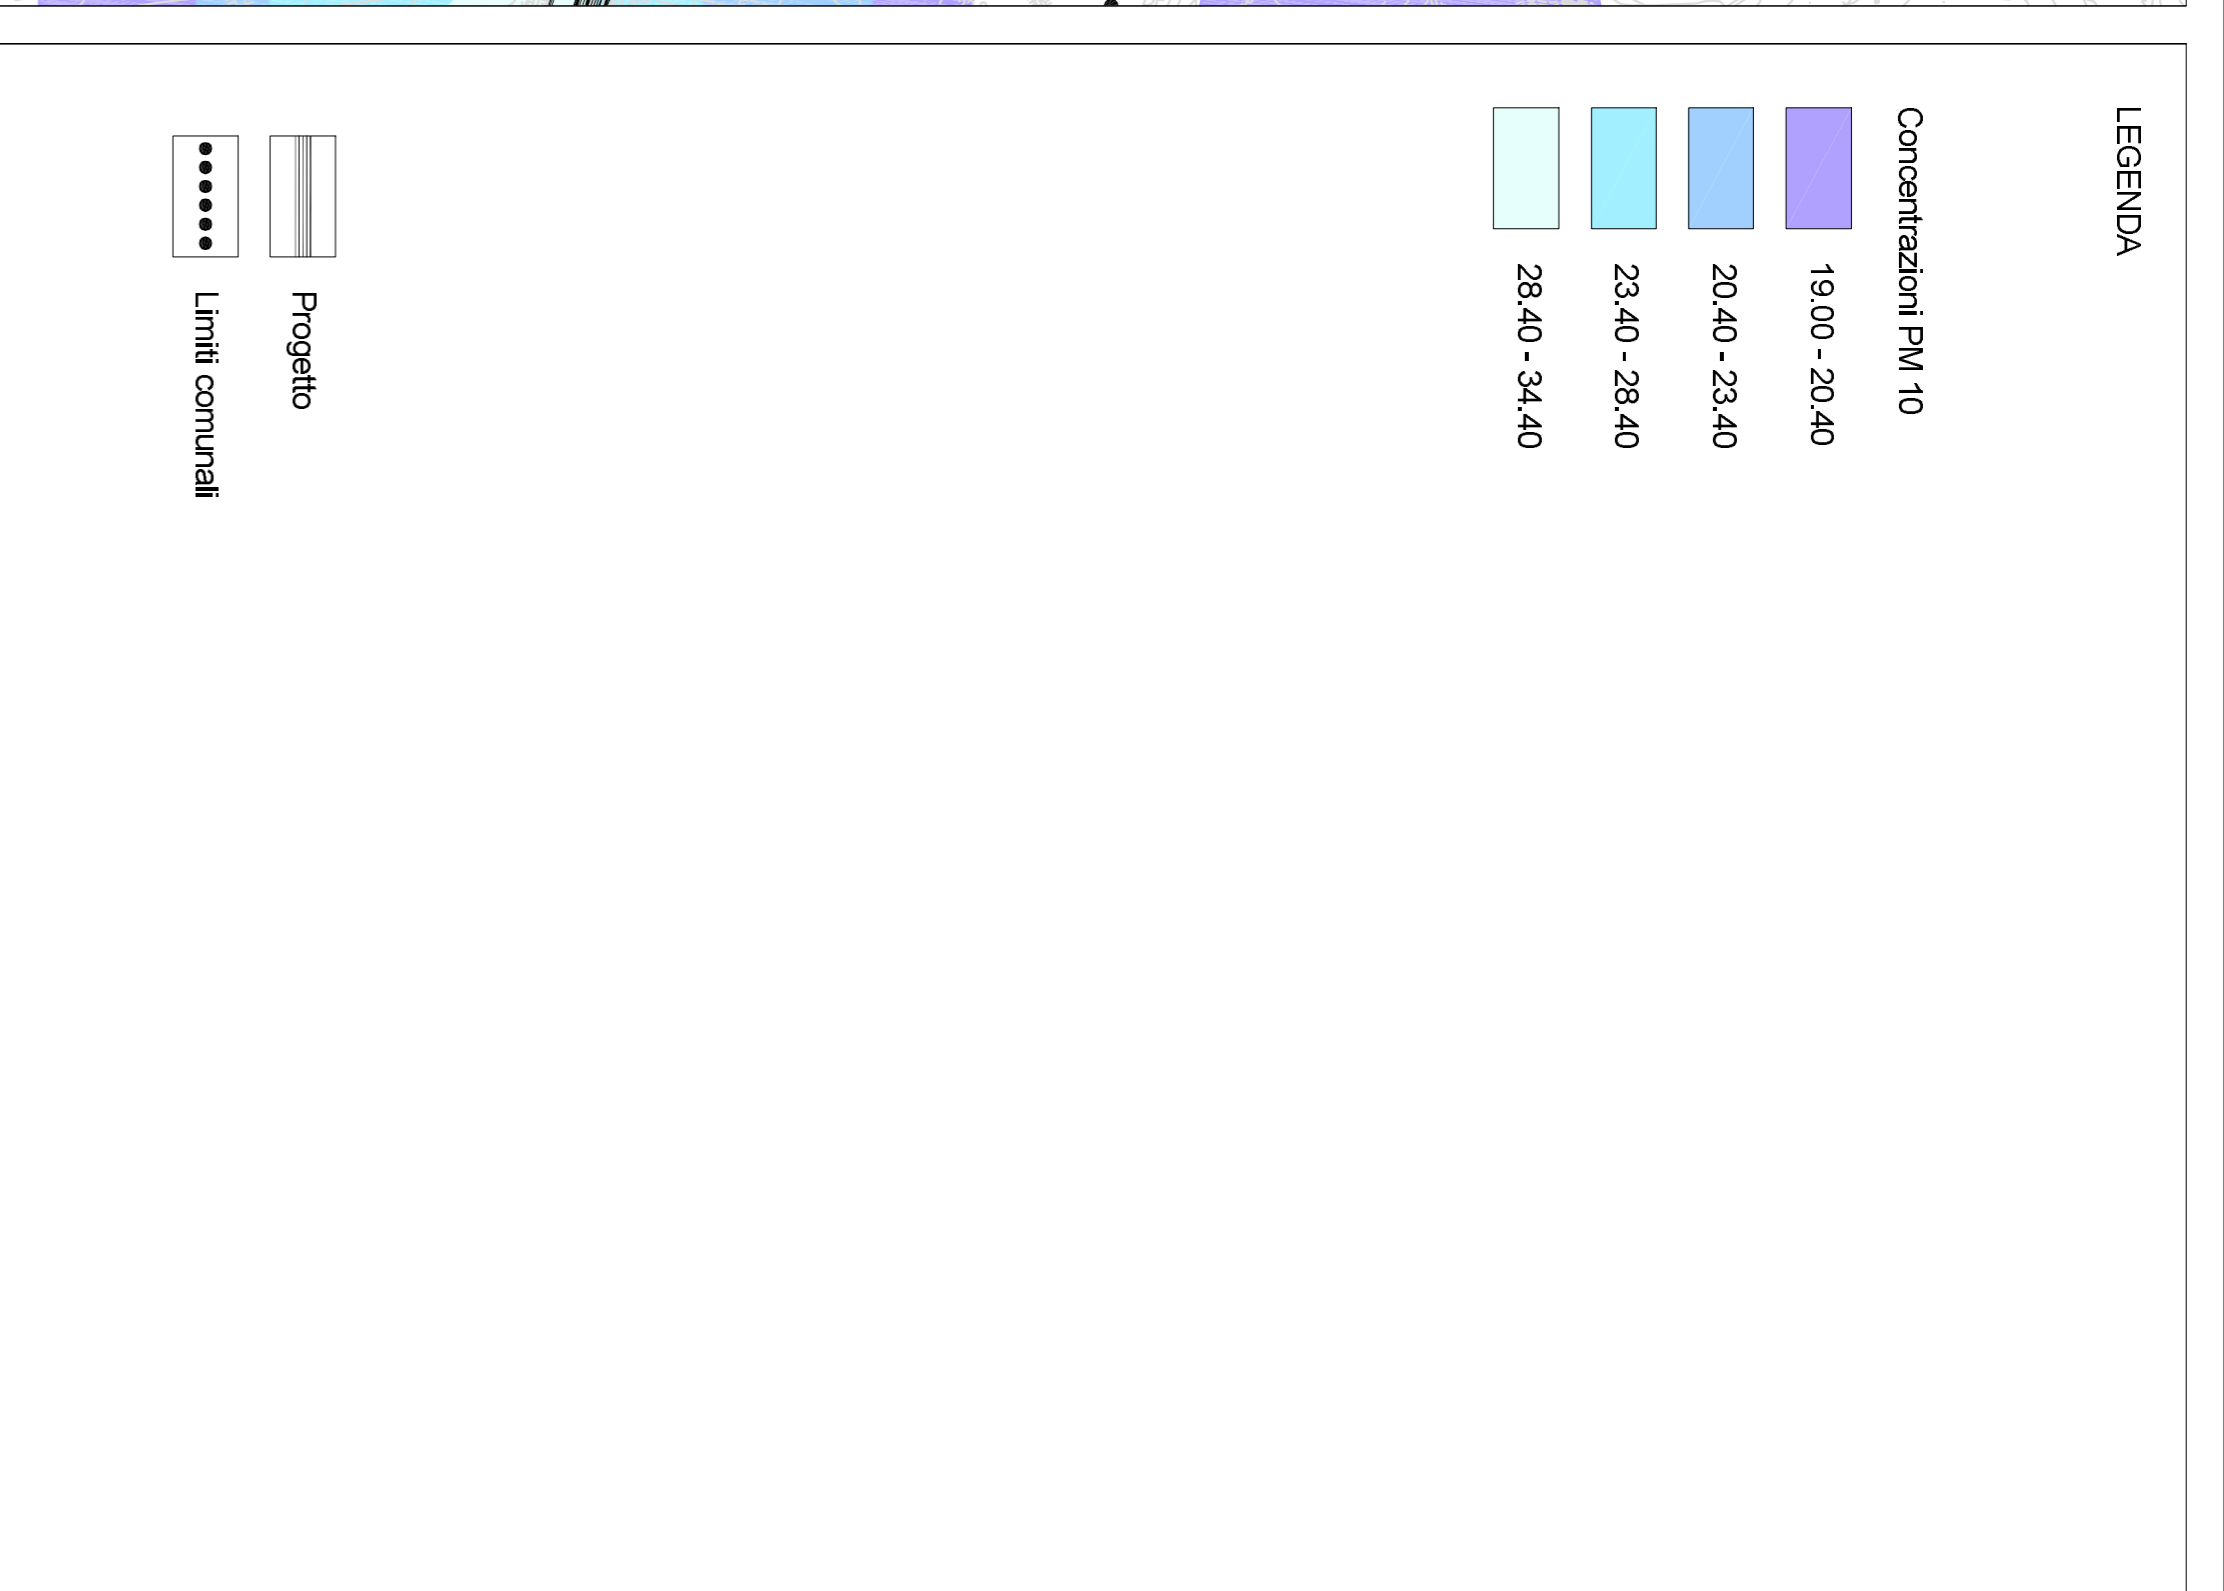 LEGENDA
Concentrazioni PM 10
19.00 - 20.40
20.40 - 23.40
23.40 - 28.40
28.40 - 34.40
Progetto
Limiti comunali